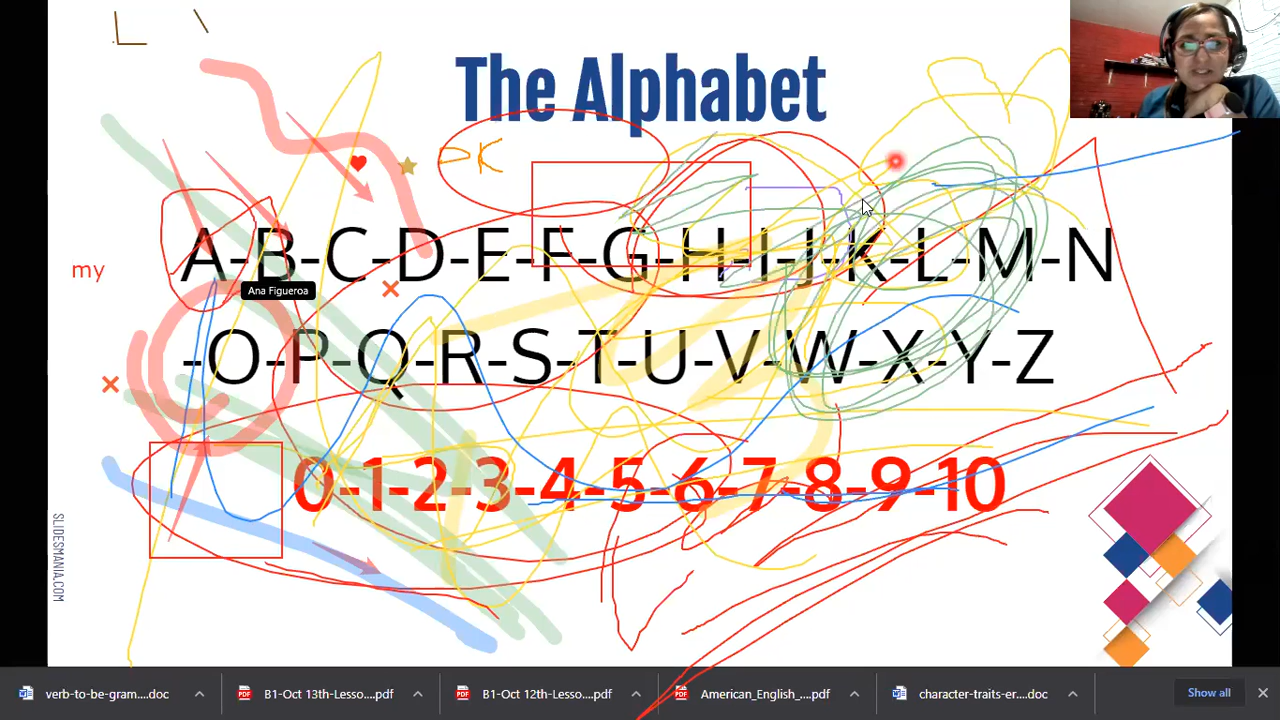 The Alphabet
K
A-B-C-D-E-F-G-H-I-J-K-L-M-N
my
Ana Figueroa
-O-P-Q-R-S-T-U-V-W-X-Y-Z
0-1-2-3-4-5-6-7-8-9-10
SLIDESMANIA.COM
verb-to-be-gram....doc
B1-Oct 13th-Lesso....pdf
B1-Oct 12th-Lesso....pdf
American_English_....pdf
character-traits-er....doc
Show all